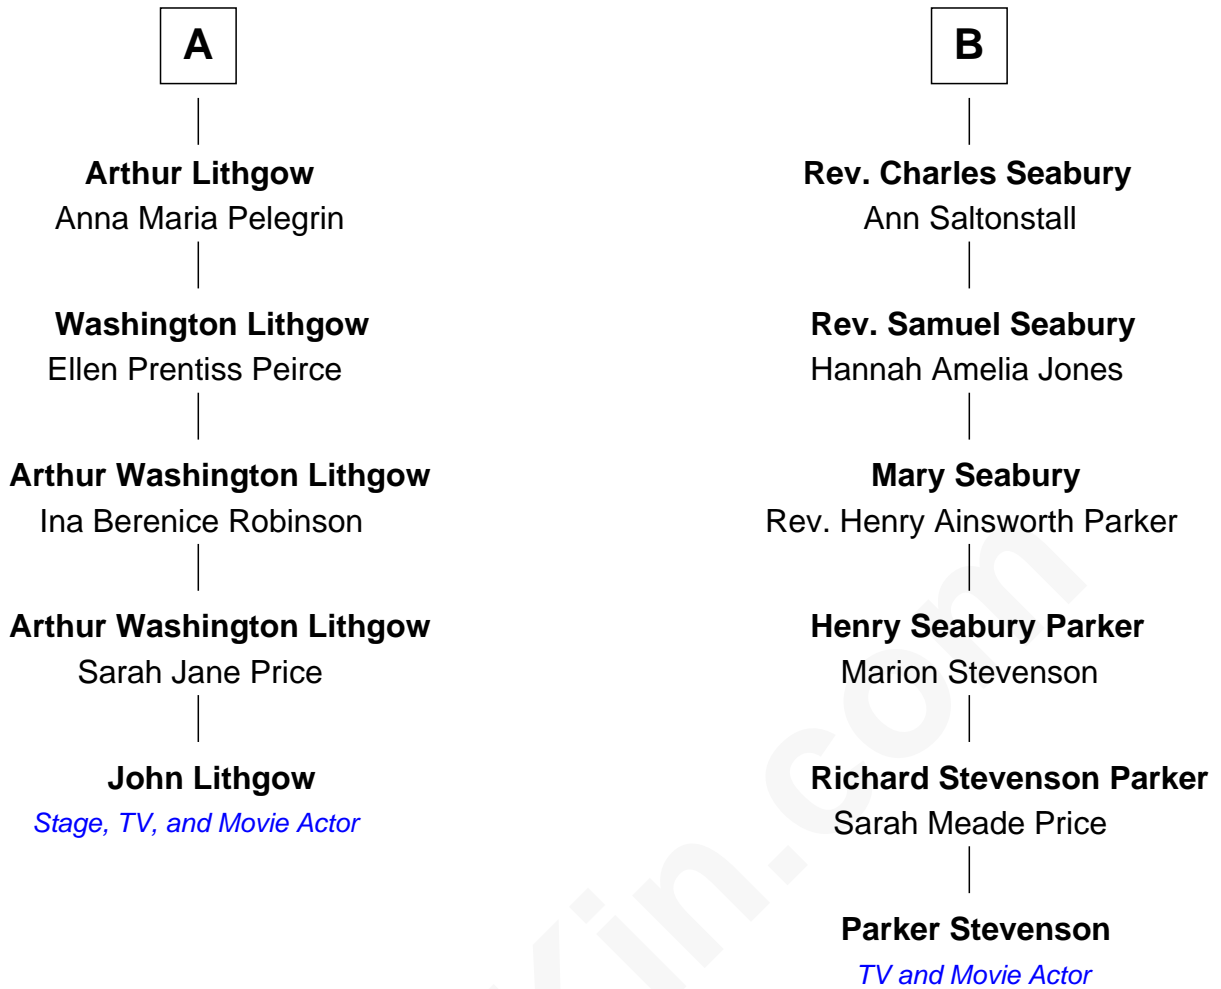 A
Arthur Lithgow
Anna Maria Pelegrin
Washington Lithgow
Ellen Prentiss Peirce
Arthur Washington Lithgow
Ina Berenice Robinson
Arthur Washington Lithgow
Sarah Jane Price
John Lithgow
Stage, TV, and Movie Actor
B
Rev. Charles Seabury
Ann Saltonstall
Rev. Samuel Seabury
Hannah Amelia Jones
Mary Seabury
Rev. Henry Ainsworth Parker
Henry Seabury Parker
Marion Stevenson
Richard Stevenson Parker
Sarah Meade Price
Parker Stevenson
TV and Movie Actor
Kin.com